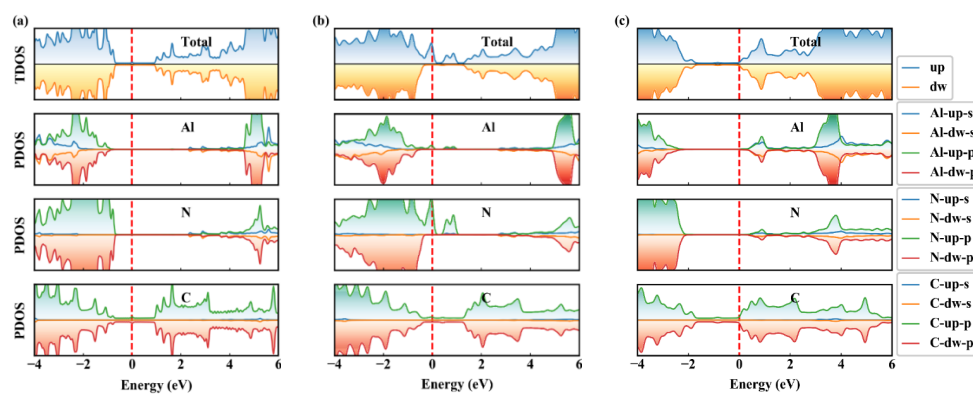 (a)
(b)
(c)
TDOS
Total
Total
Total
up
dw
PDOS
Al
Al
Al
Al-up-s
Al-dw-s
Al-up-p
Al-dw-p
PDOS
N
N
N
N-up-s
N-dw-s
N-up-p
N-dw-p
PDOS
C
C
C
C-up-s
C-dw-s
C-up-p
C-dw-p
−4 −2 0 2 4 6
−4 −2 0 2 4 6
−4 −2 0 2 4 6
Energy (eV)
Energy (eV)
Energy (eV)